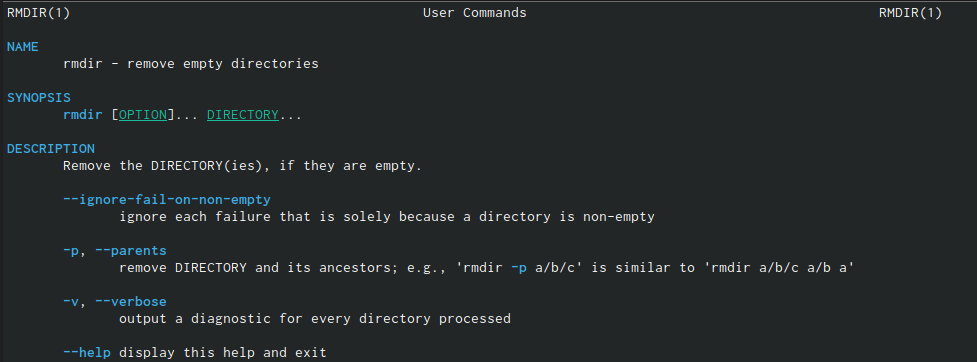 RMDIR(1) User Commands RMDIR(1)
NAME
rmdir - remove empty directories
SYNOPSIS
rmdir [OPTION]... DIRECTORY...
DESCRIPTION
Remove the DIRECTORY(ies), if they are empty.
--ignore-fail-on-non-empty
ignore each failure that is solely because a directory is non-empty
-p, --parents
remove DIRECTORY and its ancestors; e.g., 'rmdir -p a/b/c' is similar to 'rmdir a/b/c a/b a'
-v, --verbose
output a diagnostic for every directory processed
--help display this help and exit